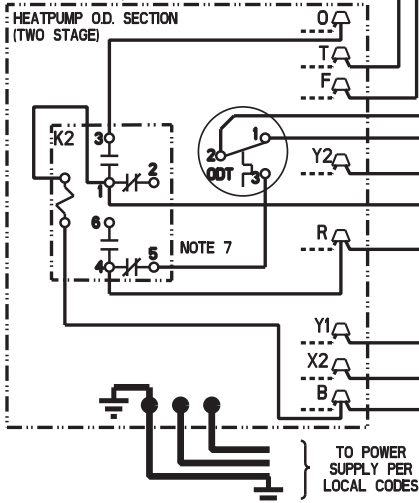 HEATPUMP O.D. SECTION
(TWO STAGE)
O
T
F
K2
3
1
2
2
1
Y2
ODT
3
6
R
5
NOTE 7
4
Y1
X2
B
TO POWER
SUPPLY PER
LOCAL CODES